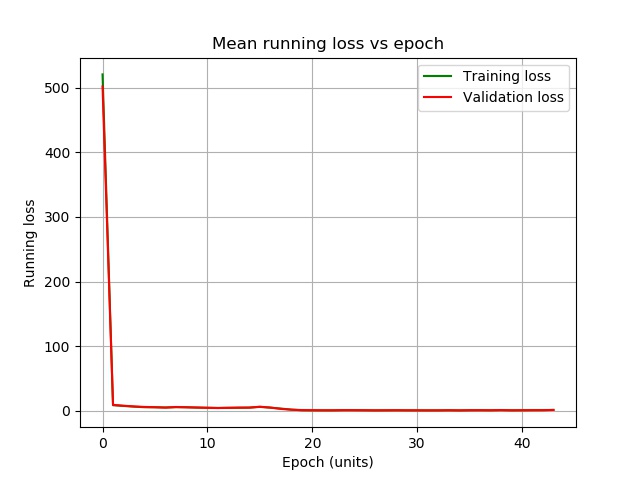 Mean running loss vs epoch
Training loss
Validation loss
500
400
300
200
100
0
Running loss
0 10 20 30 40
Epoch (units)